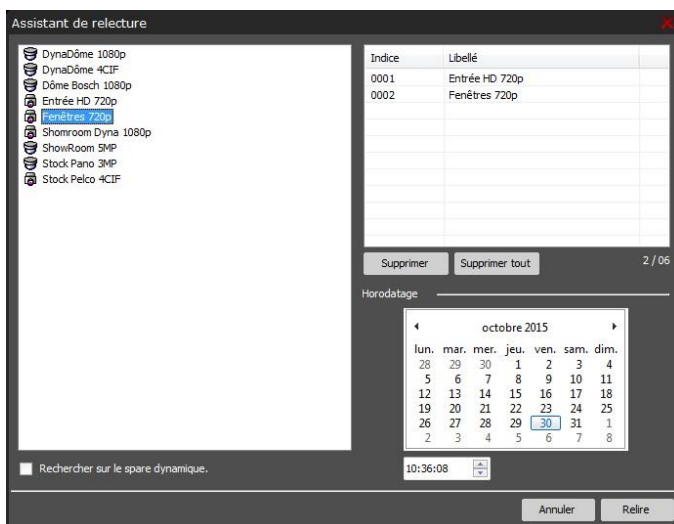 Assistant de relecture
DynaDôme 1080p
DynaDôme 4CIF
Dôme Bosch 1080p
Entrée HD 720p
Fenêtres 720p
Shomroom Dyna 1080p
ShowRoom 5MP
Stock Pano 3MP
Stock Pelco 4CIF
Rechercher sur le spare dynamique.
Indice Libellé
0001 Entrée HD 720p
0002 Fenêtres 720p
Supprimer Supprimer tout 2 / 06
Horodatage
octobre 2015
lun. mar. mer. jeu. ven. sam. dim.
28 29 30 1 2 3 4
5 6 7 8 9 10 11
12 13 14 15 16 17 18
19 20 21 22 23 24 25
26 27 28 29 30 31 1
2 3 4 5 6 7 8
10:36:08
Annuler Relire